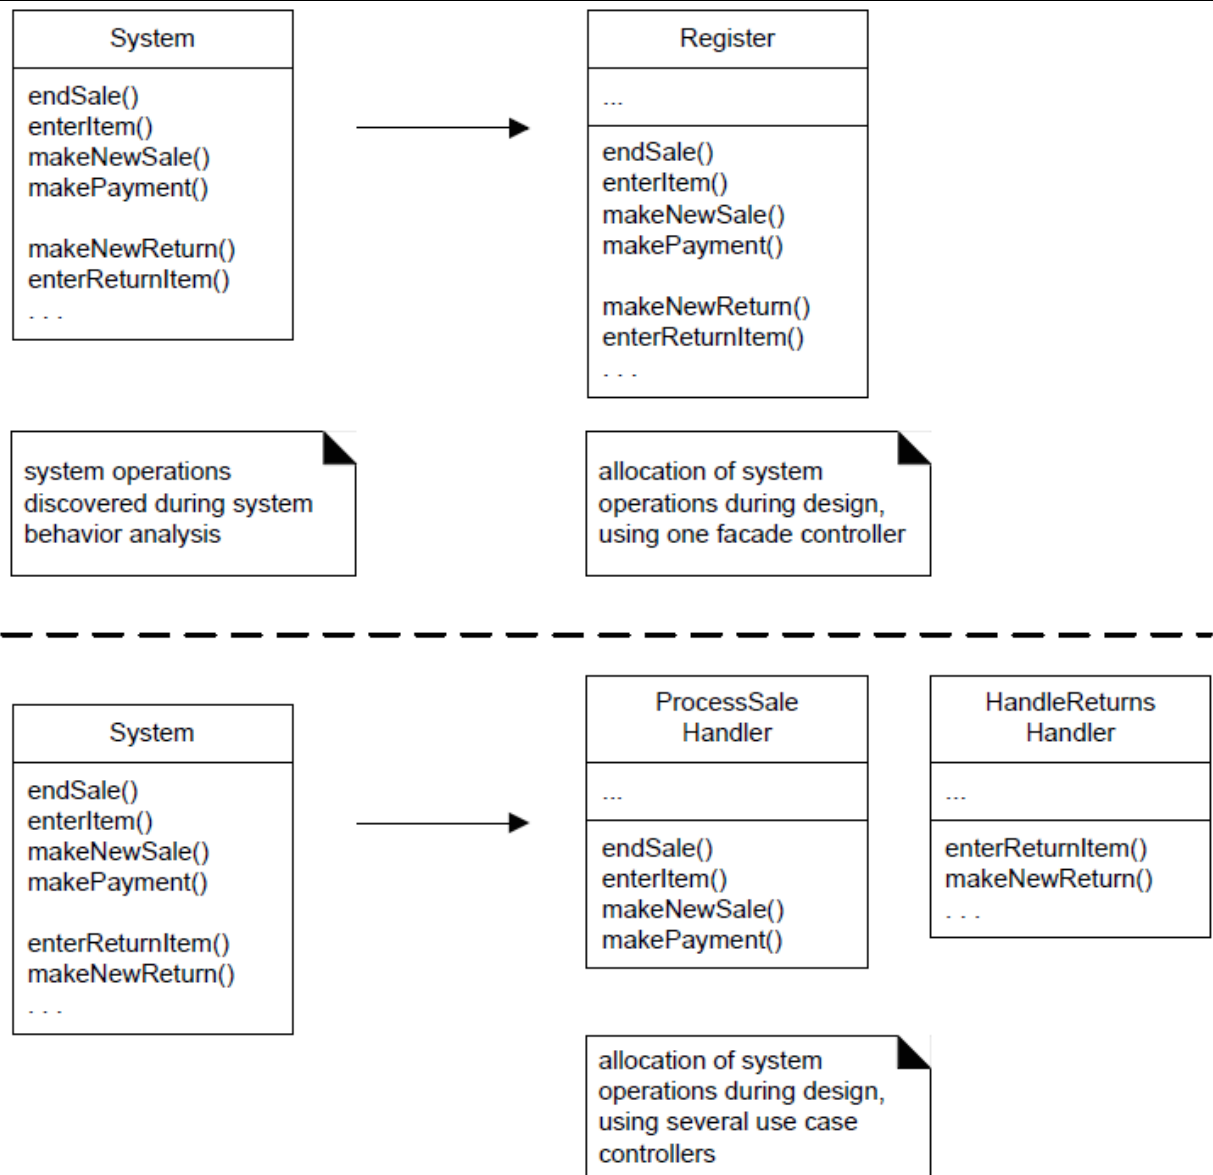 System
endSale()
enterItem()
makeNewSale()
makePayment()
makeNewReturn()
enterReturnItem()
. . .
Register
...
endSale()
enterItem()
makeNewSale()
makePayment()
makeNewReturn()
enterReturnItem()
. . .
system operations
discovered during system
behavior analysis
allocation of system
operations during design,
using one facade controller
System
endSale()
enterItem()
makeNewSale()
makePayment()
enterReturnItem()
makeNewReturn()
. . .
ProcessSale
Handler
...
endSale()
enterItem()
makeNewSale()
makePayment()
HandleReturns
Handler
...
enterReturnItem()
makeNewReturn()
. . .
allocation of system
operations during design,
using several use case
controllers